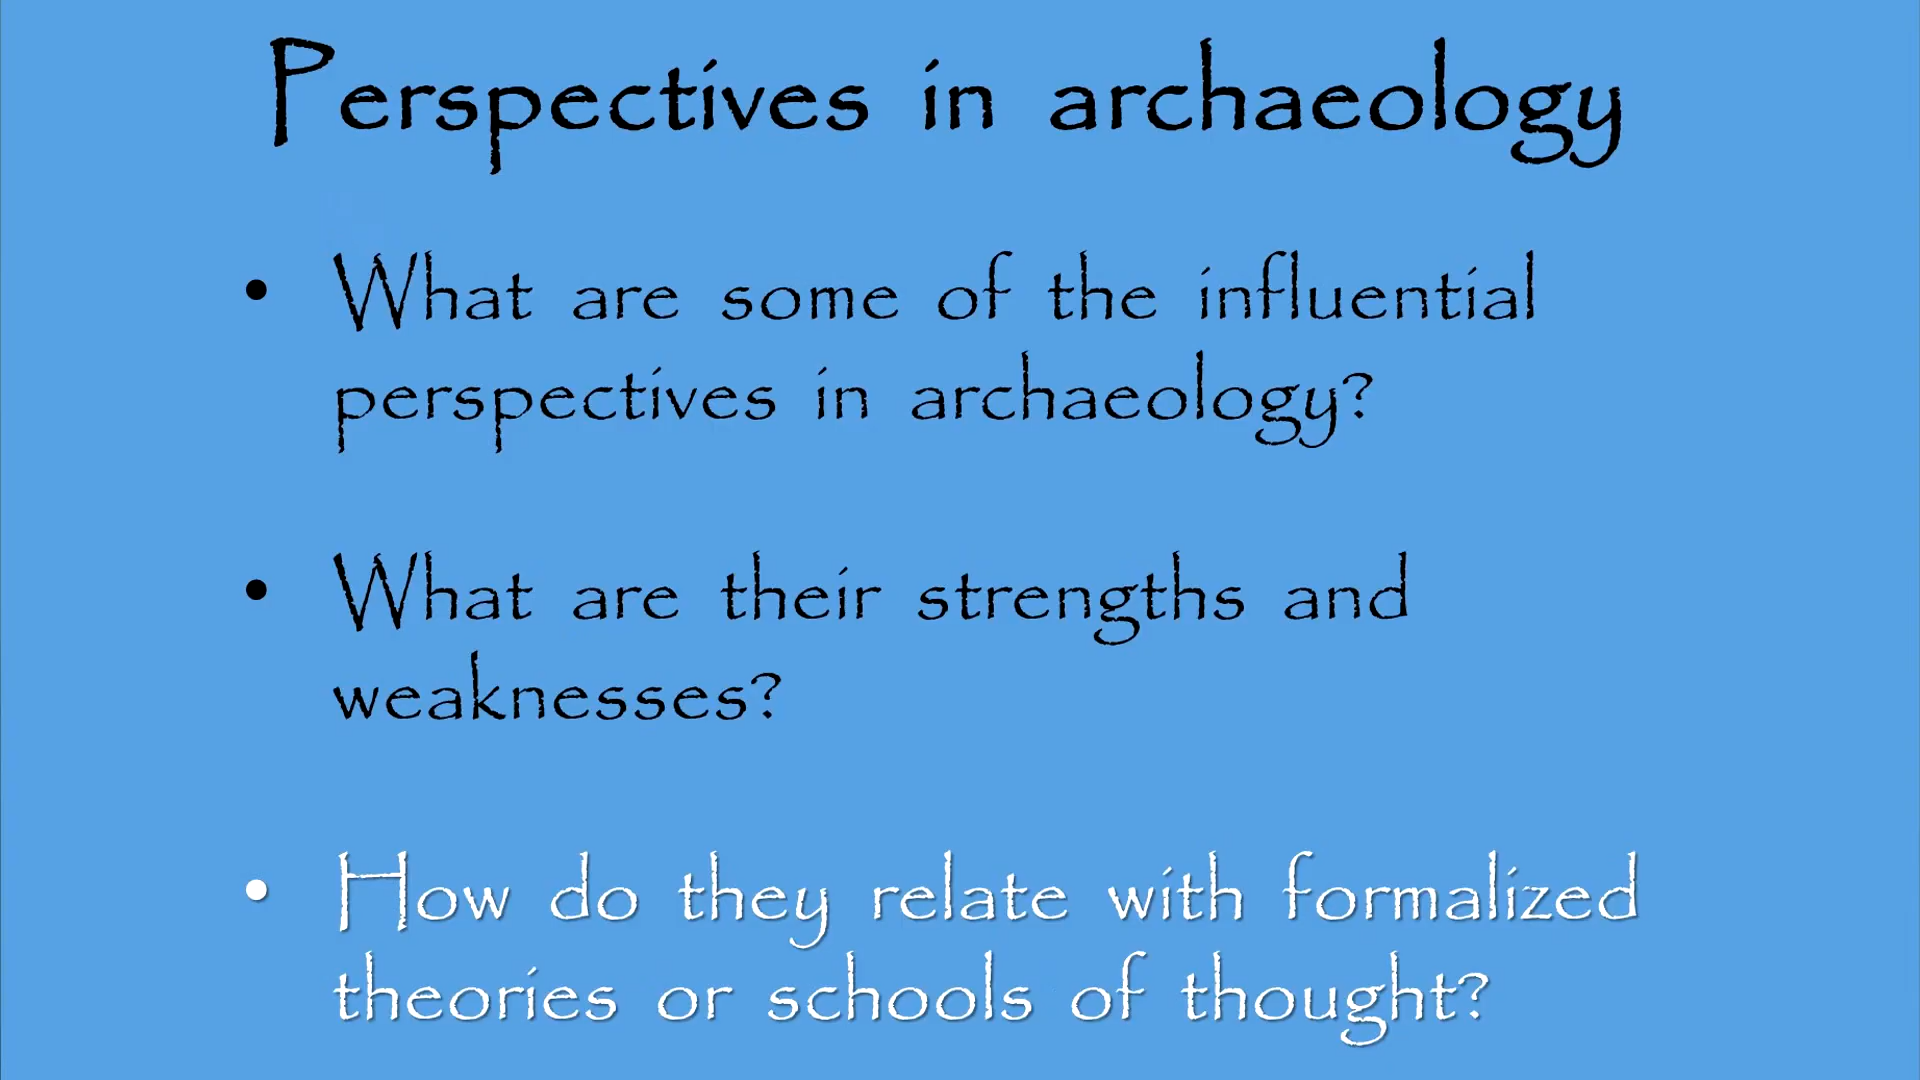 Perspectives in archaeology
• What are some of the influential
perspectives in archaeology?
• What are their strengths and
weaknesses?
• How do they relate with formalized
theories or schools of thought?